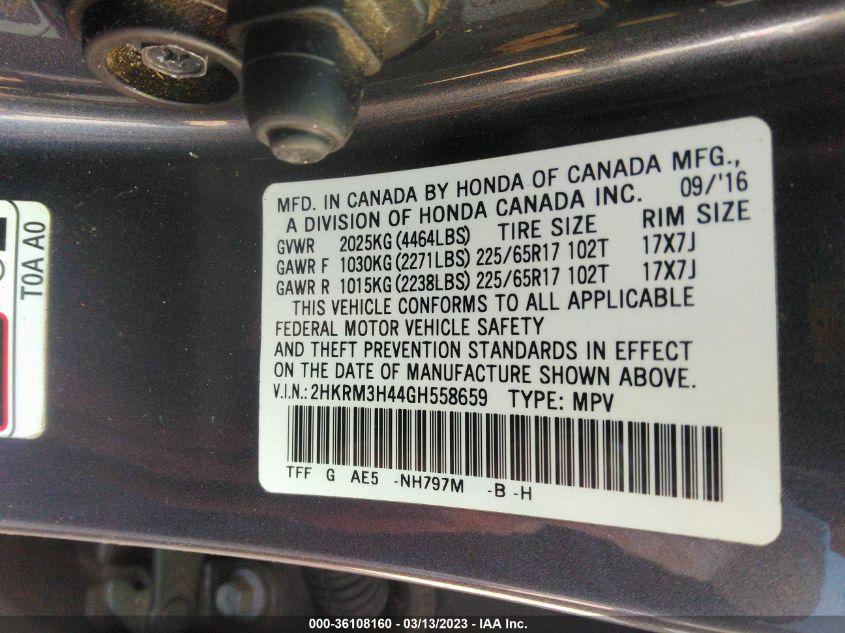 MFD. IN CANADA BY HONDA OF CANADA MFG.,
A DIVISION OF HONDA CANADA INC. 09/'16
GVWR 2025KG (4464LBS) TIRE SIZE RIM SIZE
GAWR F 1030KG (2271LBS) 225/65R17 102T 17X7J
GAWR R 1015KG (2238LBS) 225/65R17 102T 17X7J
THIS VEHICLE CONFORMS TO ALL APPLICABLE
FEDERAL MOTOR VEHICLE SAFETY
AND THEFT PREVENTION STANDARDS IN EFFECT
ON THE DATE OF MANUFACTURE SHOWN ABOVE.
V.I.N.: 2HKRM3H44GH558659 TYPE: MPV
TFF G AE5 -NH797M -B -H
T0A A0
000-36108160 — 03/13/2023 — IAA Inc.